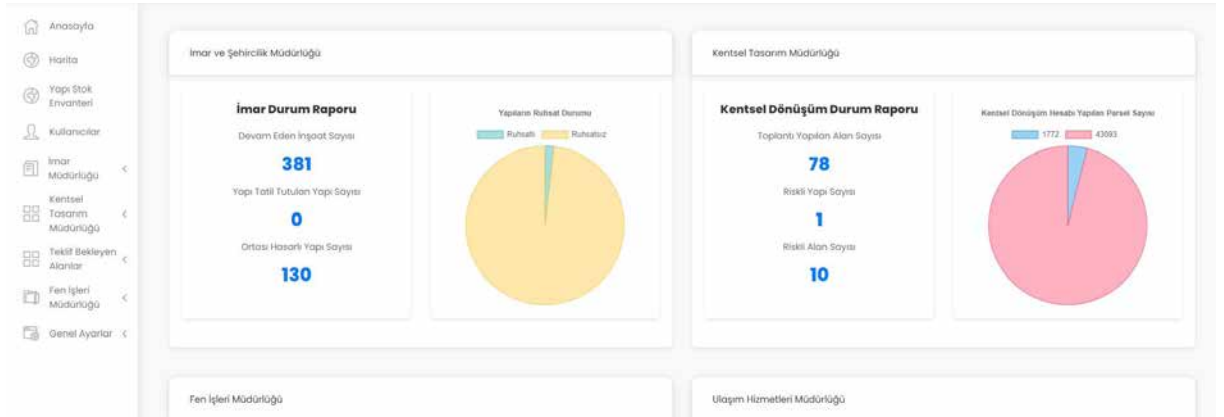 Anasayfa
Harita
Yapı Stok
Envanteri
Kullanıcılar
İmar
Müdürlüğü
Kentsel
Tasarım
Müdürlüğü
Teklif Bekleyen
Alanlar
Fen İşleri
Müdürlüğü
Genel Ayarlar
İmar ve Şehircilik Müdürlüğü
İmar Durum Raporu
Devam Eden İnşaat Sayısı
381
Yapı Tatil Tutulan Yapı Sayısı
0
Ortası Hasarlı Yapı Sayısı
130
Yapıların Ruhsat Durumu
Ruhsatlı Ruhsatsız
Kentsel Tasarım Müdürlüğü
Kentsel Dönüşüm Durum Raporu
Toplantı Yapılan Alan Sayısı
78
Riskli Yapı Sayısı
1
Riskli Alan Sayısı
10
Kentsel Dönüşüm Hesabı Yapılan Parsel Sayısı
1772 43093
Fen İşleri Müdürlüğü
Ulaşım Hizmetleri Müdürlüğü